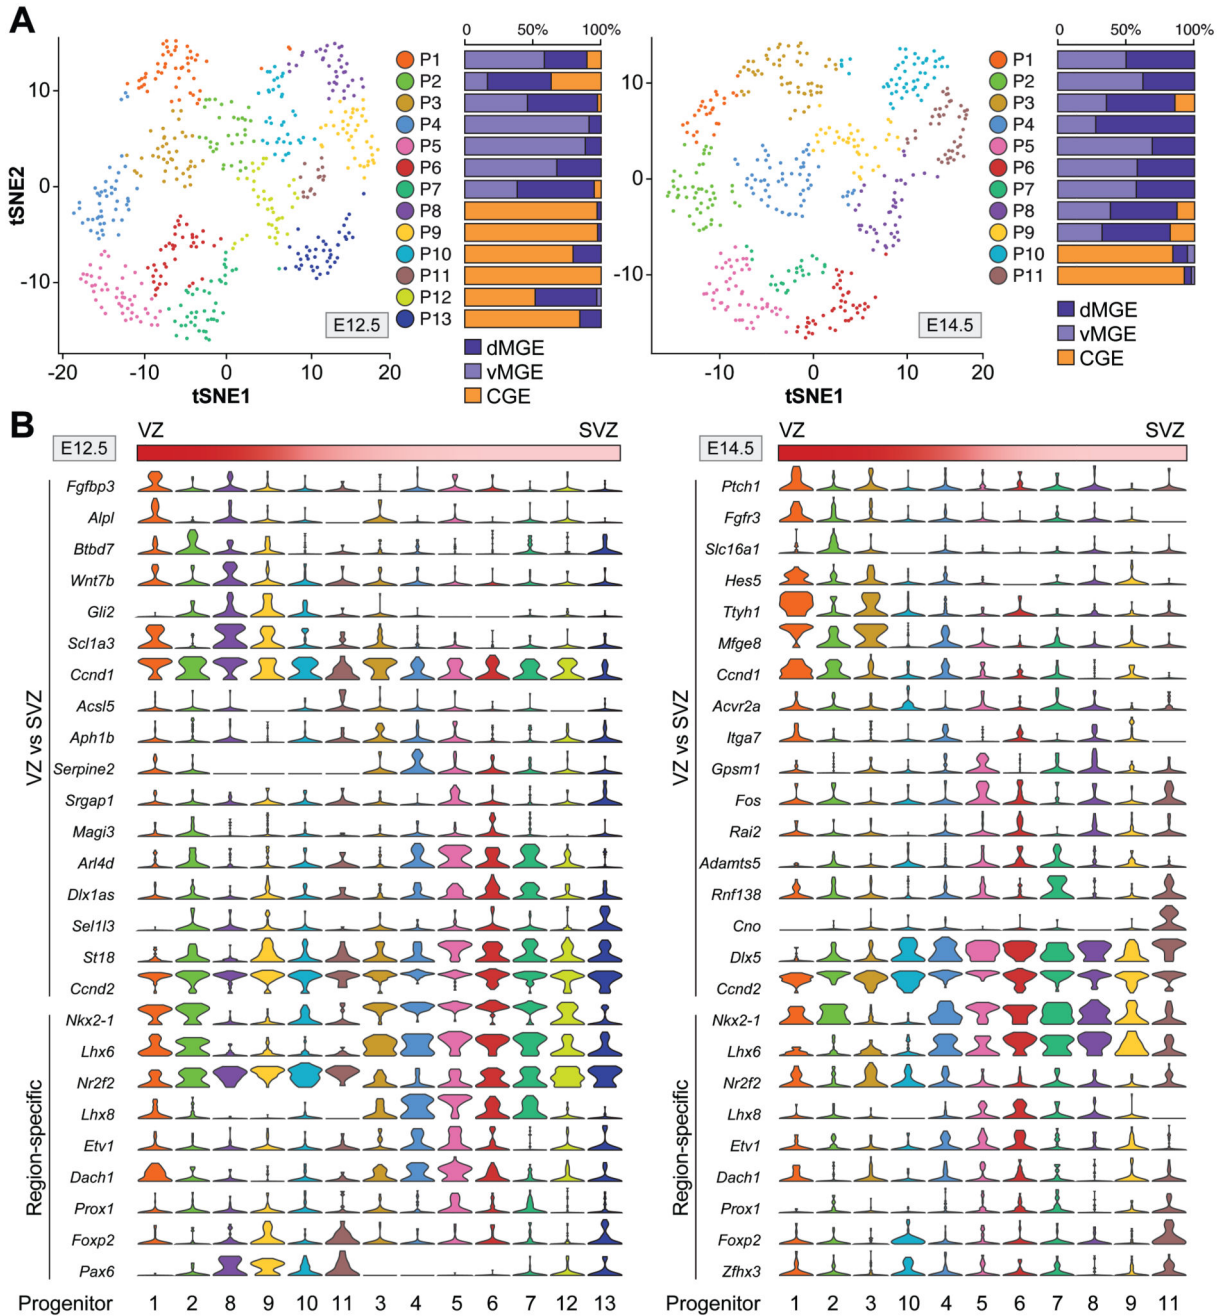 A
0 50% 100%
P1
P2
P3
P4
P5
P6
P7
P8
P9
P10
P11
P12
P13
10
0
-10
tSNE2
-20 -10 0 10 20
tSNE1
E12.5
dMGE
vMGE
CGE
0 50% 100%
P1
P2
P3
P4
P5
P6
P7
P8
P9
P10
P11
10
0
-10
-10 0 10 20
tSNE1
E14.5
dMGE
vMGE
CGE
B
E12.5
VZ SVZ
VZ vs SVZ
Fgfbp3
Alpl
Btbd7
Wnt7b
Gli2
Scl1a3
Ccnd1
Acsl5
Aph1b
Serpine2
Srgap1
Magi3
Arl4d
Dlx1as
Sel1l3
St18
Ccnd2
Region-specific
Nkx2-1
Lhx6
Nr2f2
Lhx8
Etv1
Dach1
Prox1
Foxp2
Pax6
Progenitor 1 2 8 9 10 11 3 4 5 6 7 12 13
E14.5
VZ SVZ
VZ vs SVZ
Ptch1
Fgfr3
Slc16a1
Hes5
Ttyh1
Mfge8
Ccnd1
Acvr2a
Itga7
Gpsm1
Fos
Rai2
Adamts5
Rnf138
Cno
Dlx5
Ccnd2
Region-specific
Nkx2-1
Lhx6
Nr2f2
Lhx8
Etv1
Dach1
Prox1
Foxp2
Zfhx3
Progenitor 1 2 3 10 4 5 6 7 8 9 11